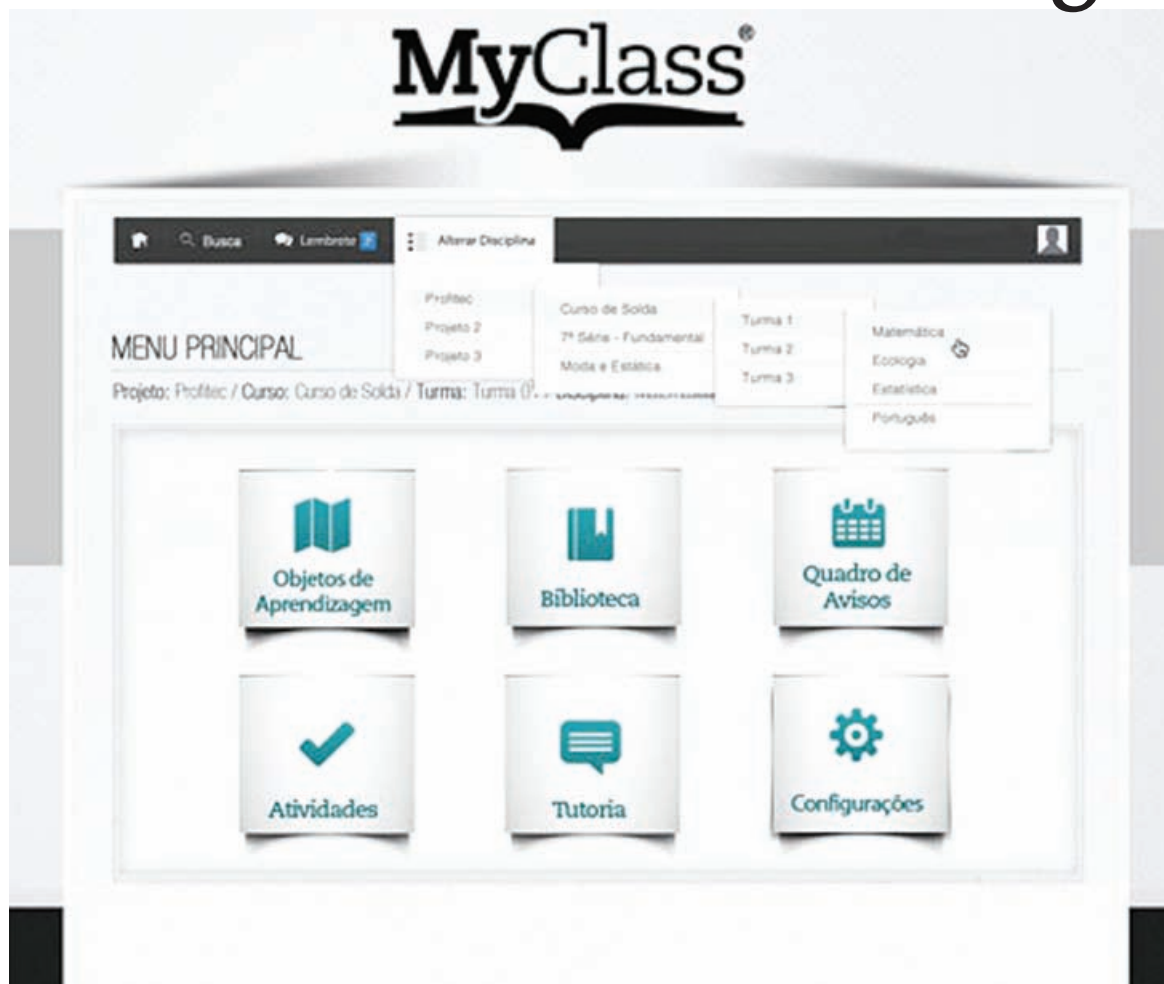 MyClass®
Busca Lembrete Alterar Disciplina
Profitec
Projeto 2
Projeto 3
Curso de Solda
7ª Série - Fundamental
Moda e Estática
Turma 1
Turma 2
Turma 3
Matemática
Ecologia
Estatística
Português
MENU PRINCIPAL
Projeto: Profitec / Curso: Curso de Solda / Turma: Turma
Objetos de
Aprendizagem
Biblioteca
Quadro de
Avisos
Atividades
Tutoria
Configurações